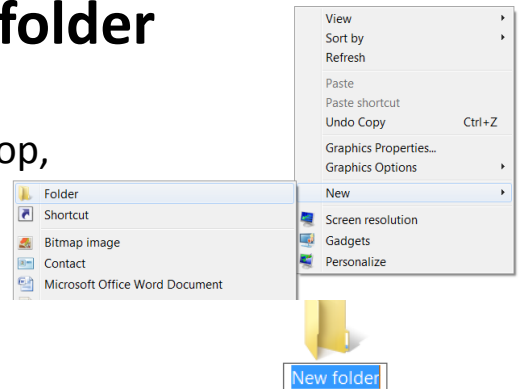 folder
op,
View
Sort by
Refresh
Paste
Paste shortcut
Undo Copy Ctrl+Z
Graphics Properties...
Graphics Options
New
Screen resolution
Gadgets
Personalize
Folder
Shortcut
Bitmap image
Contact
Microsoft Office Word Document
New folder